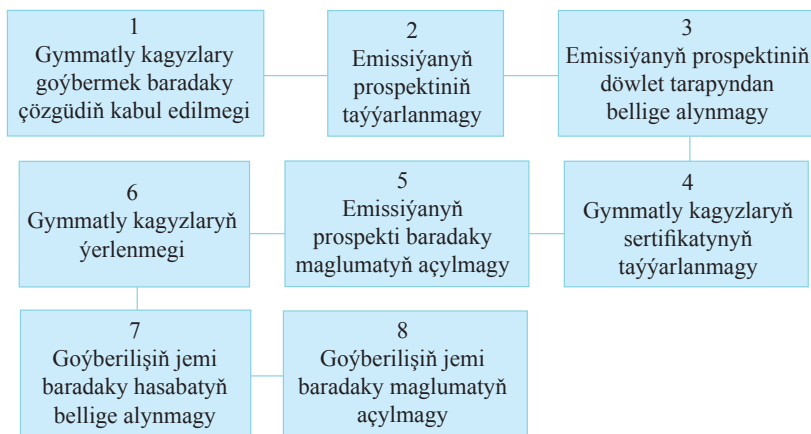 1
Gymmatly kagyzlary
goýbermek baradaky
çözgüdiň kabul edilmegi
2
Emissiýanyň
prospektiniň
taýýarlanmagy
3
Emissiýanyň prospektiniň
döwlet tarapyndan
bellige alynmagy
4
Gymmatly kagyzlaryň
sertifikatynyň
taýýarlanmagy
5
Emissiýanyň
prospekti baradaky
maglumatyň açylmagy
6
Gymmatly kagyzlaryň
ýerlenmegi
7
Goýberilişiň jemi
baradaky hasabatyň
bellige alynmagy
8
Goýberilişiň jemi
baradaky maglumatyň
açylmagy